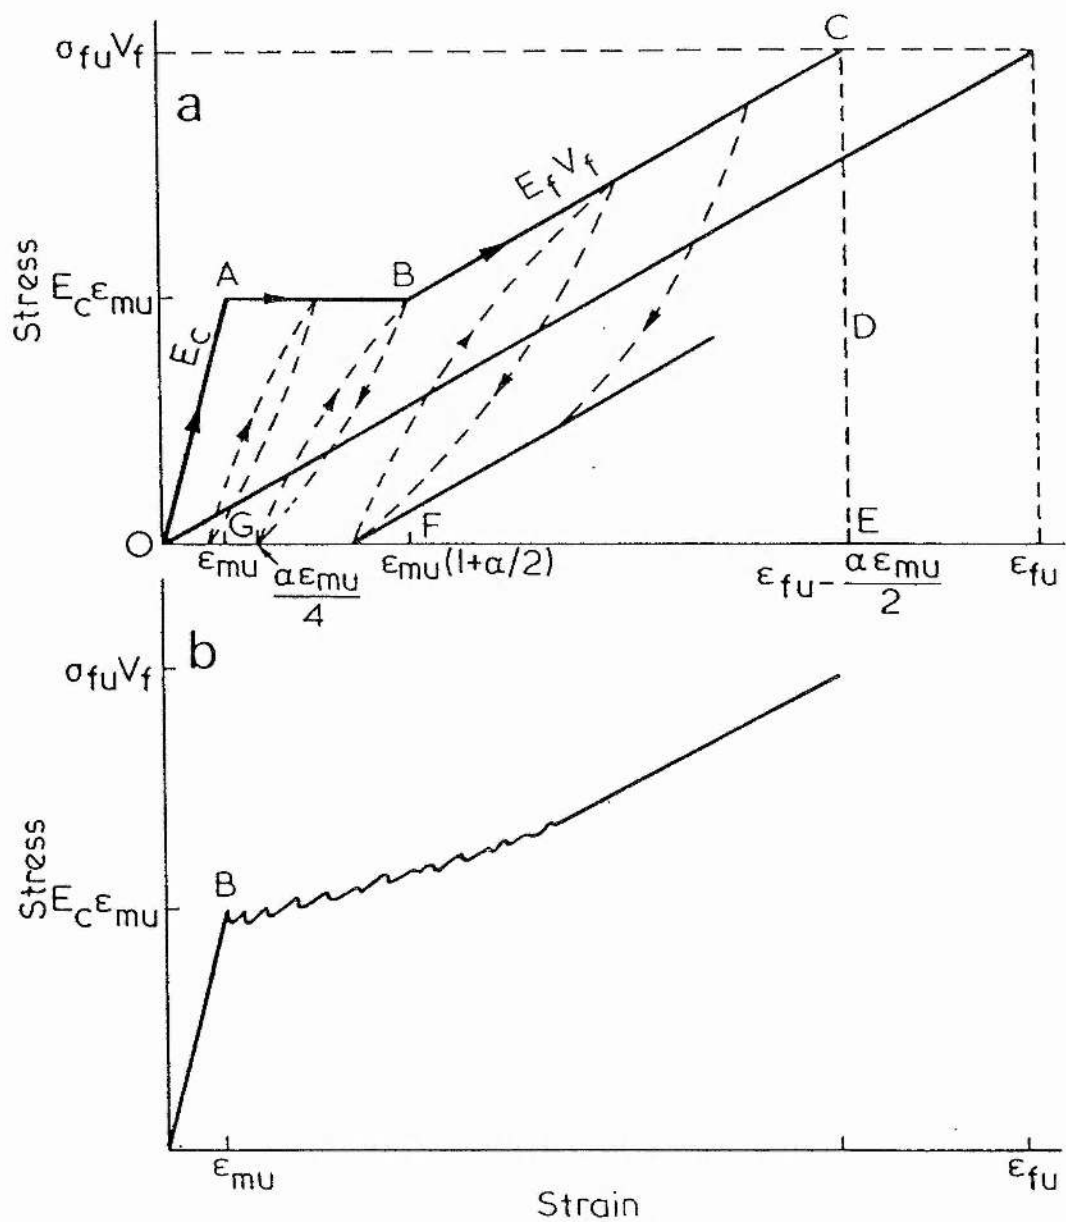 σfuVf
C
a
EfVf
Stress
A
B
Ecεmu
Ec
D
O
G
F
E
εmu
αεmu/4
εmu(1+α/2)
εfu-αεmu/2
εfu
b
σfuVf
Stress
B
Ecεmu
εmu
εfu
Strain